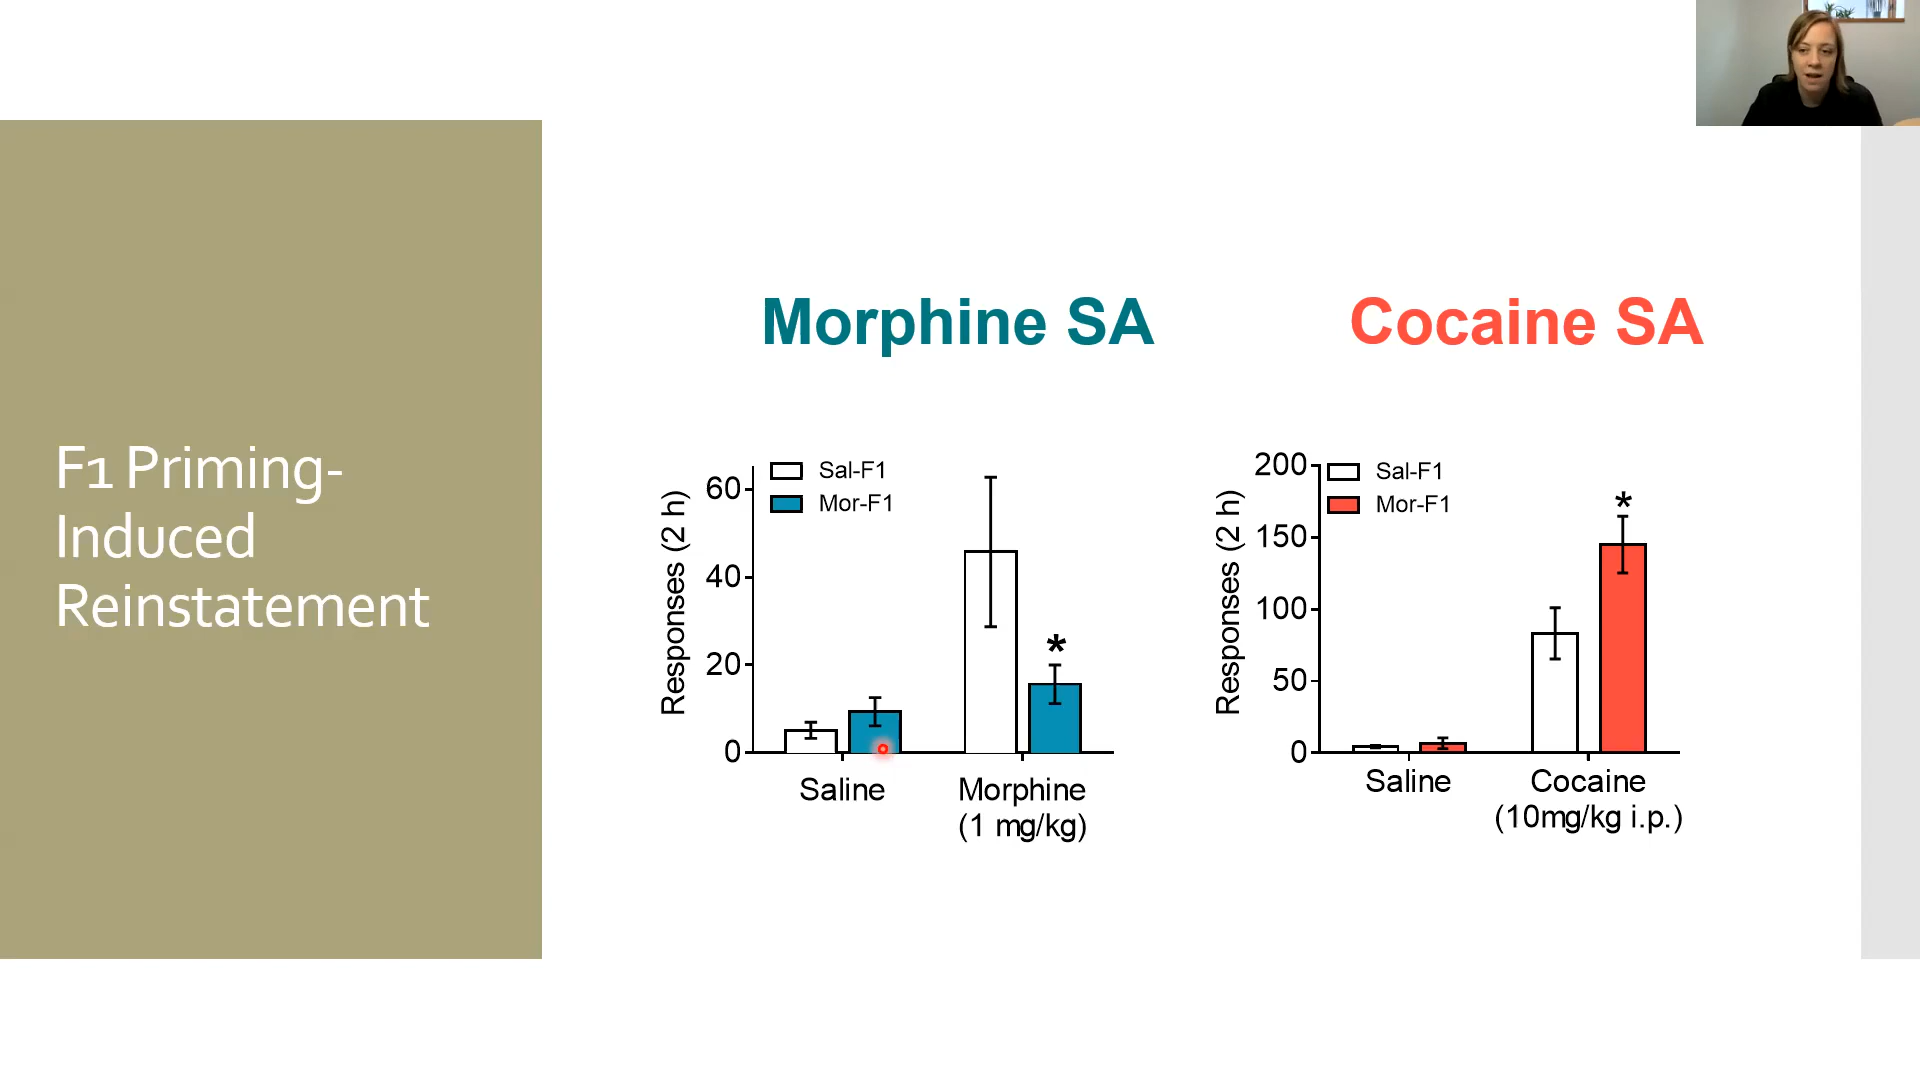 F1 Priming-
Induced
Reinstatement
Morphine SA
Responses (2 h)
60
40
20
0
Sal-F1
Mor-F1
*
Saline
Morphine
(1 mg/kg)
Cocaine SA
Responses (2 h)
200
150
100
50
0
Sal-F1
Mor-F1
*
Saline
Cocaine
(10mg/kg i.p.)